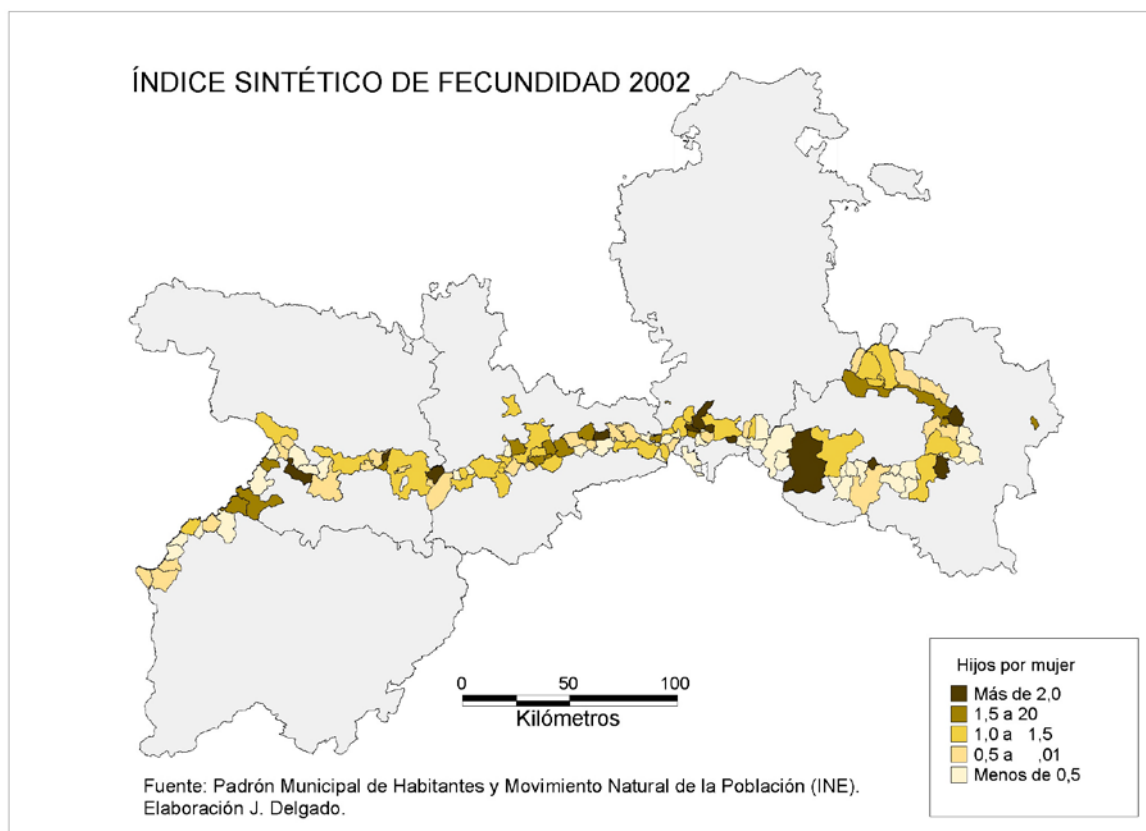 ÍNDICE SINTÉTICO DE FECUNDIDAD 2002
0 50 100
Kilómetros
Hijos por mujer
Más de 2,0
1,5 a 20
1,0 a 1,5
0,5 a ,01
Menos de 0,5
Fuente: Padrón Municipal de Habitantes y Movimiento Natural de la Población (INE).
Elaboración J. Delgado.